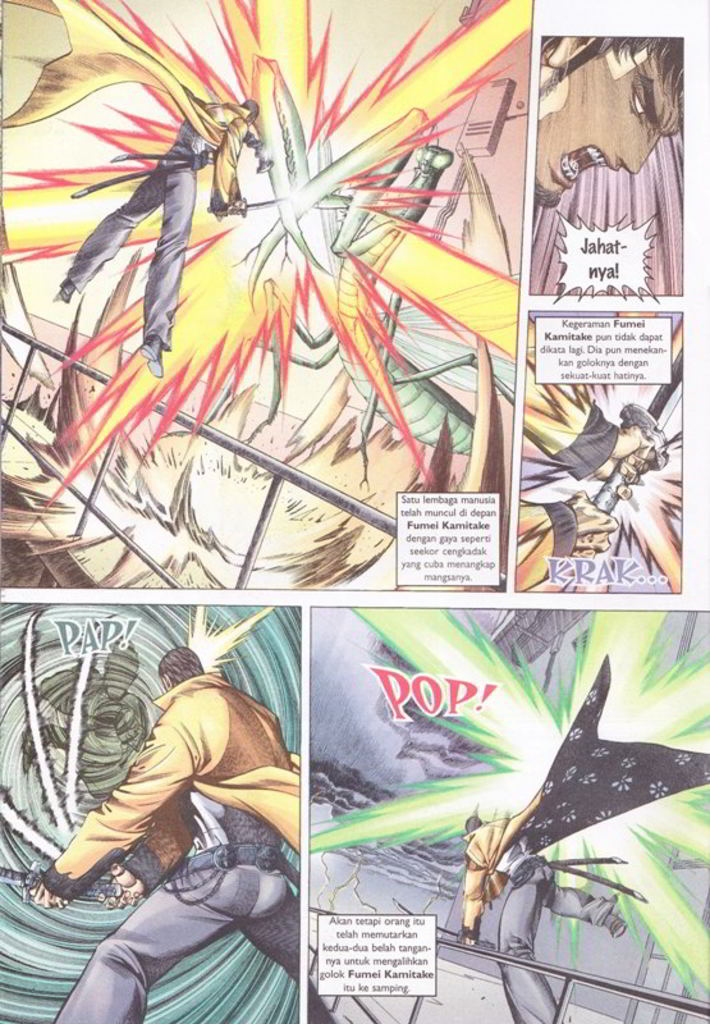 Jahat-
nya!
Kegeraman Fumei
Kamitake pun tidak dapat
dikata lagi. Dia pun menekan-
kan goloknya dengan
sekuat-kuat hatinya.
Satu lembaga manusia
telah muncul di depan
Fumei Kamitake
dengan gaya seperti
seekor cengkadak
yang cuba menangkap
mangsanya.
KRAK...
PAP!
POP!
Akan tetapi orang itu
telah memutarkan
kedua-dua belah tangan-
nya untuk mengalihkan
golok Fumei Kamitake
itu ke samping.